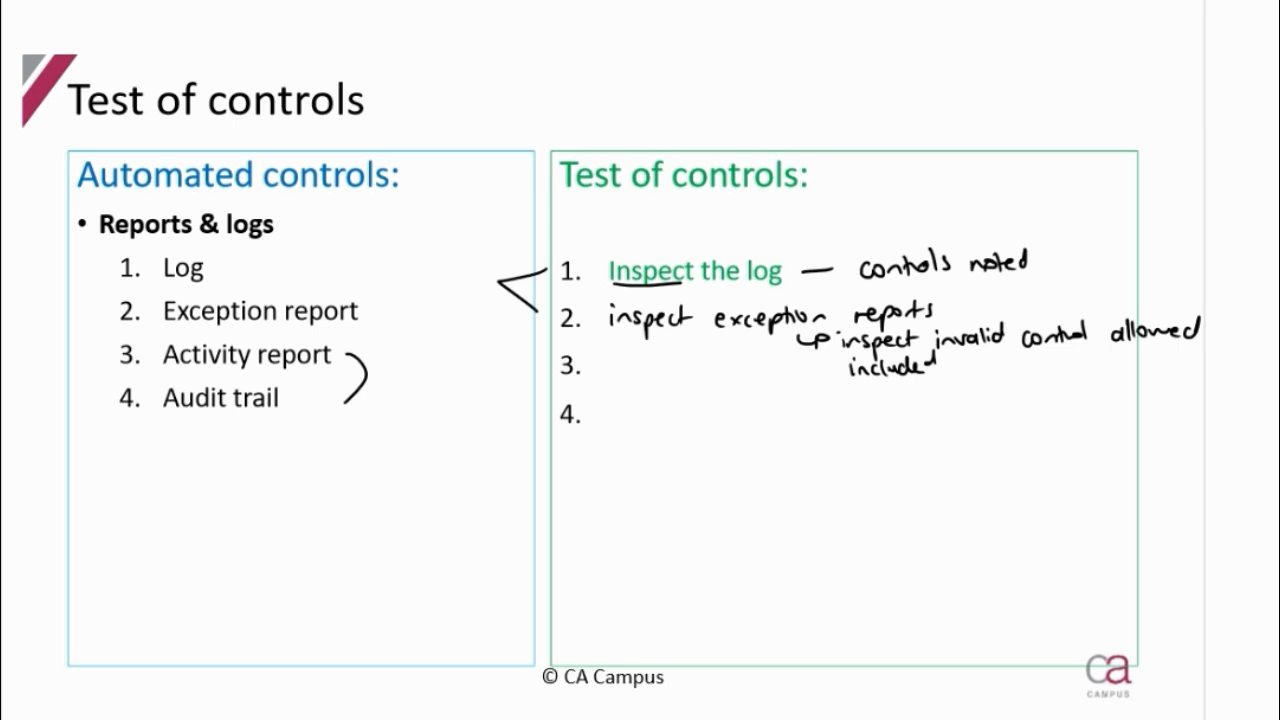 Test of controls
Automated controls:
• Reports & logs
1. Log
2. Exception report
3. Activity report
4. Audit trail
Test of controls:
1. Inspect the log — controls noted
2. inspect exception reports
inspect invalid control allowed
included
3.
4.
© CA Campus
ca
CAMPUS